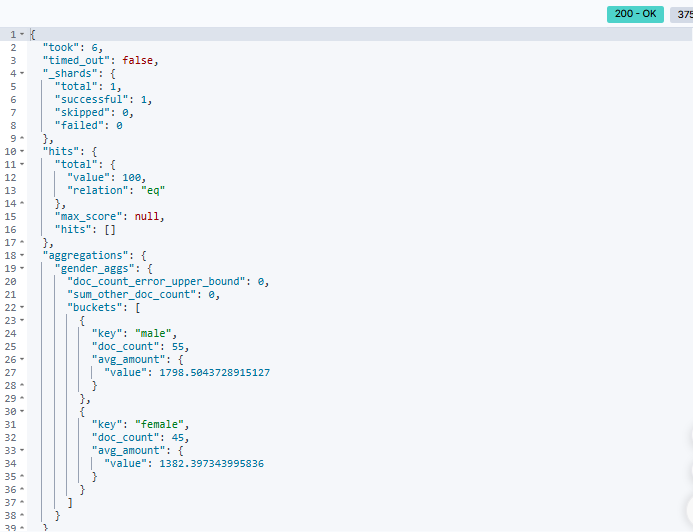 200 - OK
375
1 {
2 "took": 6,
3 "timed_out": false,
4 "_shards": {
5 "total": 1,
6 "successful": 1,
7 "skipped": 0,
8 "failed": 0
9 },
10 "hits": {
11 "total": {
12 "value": 100,
13 "relation": "eq"
14 },
15 "max_score": null,
16 "hits": []
17 },
18 "aggregations": {
19 "gender_aggs": {
20 "doc_count_error_upper_bound": 0,
21 "sum_other_doc_count": 0,
22 "buckets": [
23 {
24 "key": "male",
25 "doc_count": 55,
26 "avg_amount": {
27 "value": 1798.5043728915127
28 }
29 },
30 {
31 "key": "female",
32 "doc_count": 45,
33 "avg_amount": {
34 "value": 1382.397343995836
35 }
36 }
37 ]
38 }
39 }